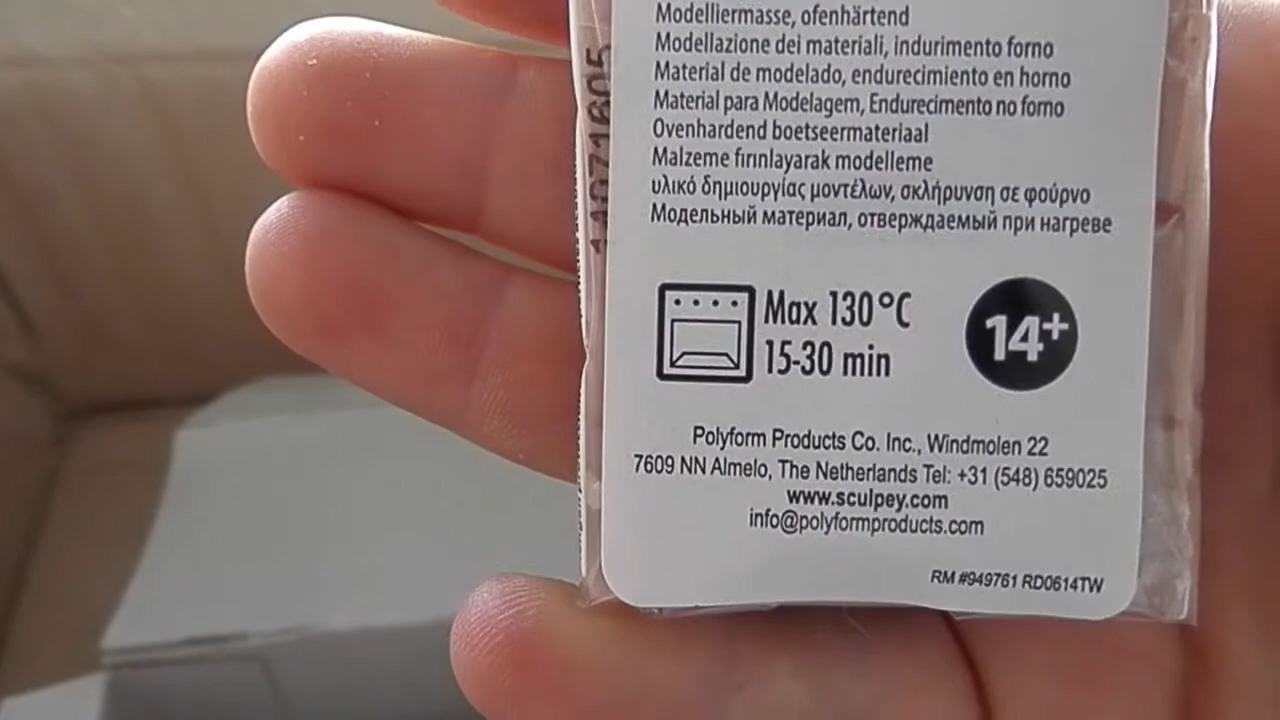 Modelliermasse, ofenhärtend
Modellazione dei materiali, indurimento forno
Material de modelado, endurecimiento en horno
Material para Modelagem, Endurecimento no forno
Ovenhardend boetseermateriaal
Malzeme fırınlayarak modelleme
υλικό δημιουργίας μοντέλων, σκλήρυνση σε φούρνο
Модельный материал, отверждаемый при нагреве
Max 130°C
15-30 min
14+
Polyform Products Co. Inc., Windmolen 22
7609 NN Almelo, The Netherlands Tel: +31 (548) 659025
www.sculpey.com
info@polyformproducts.com
RM #949761 RD0614TW